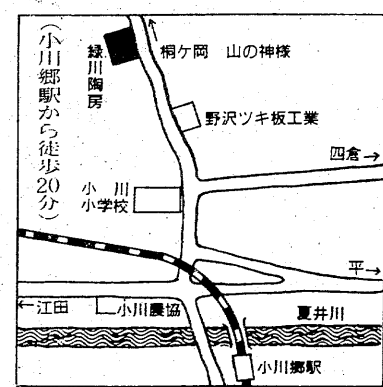 (小川郷駅から徒歩20分)
緑川陶房
桐ケ岡 山の神様
野沢ツキ板工業
四倉→
小川
小学校
平→
←江田
小川農協
夏井川
小川郷駅